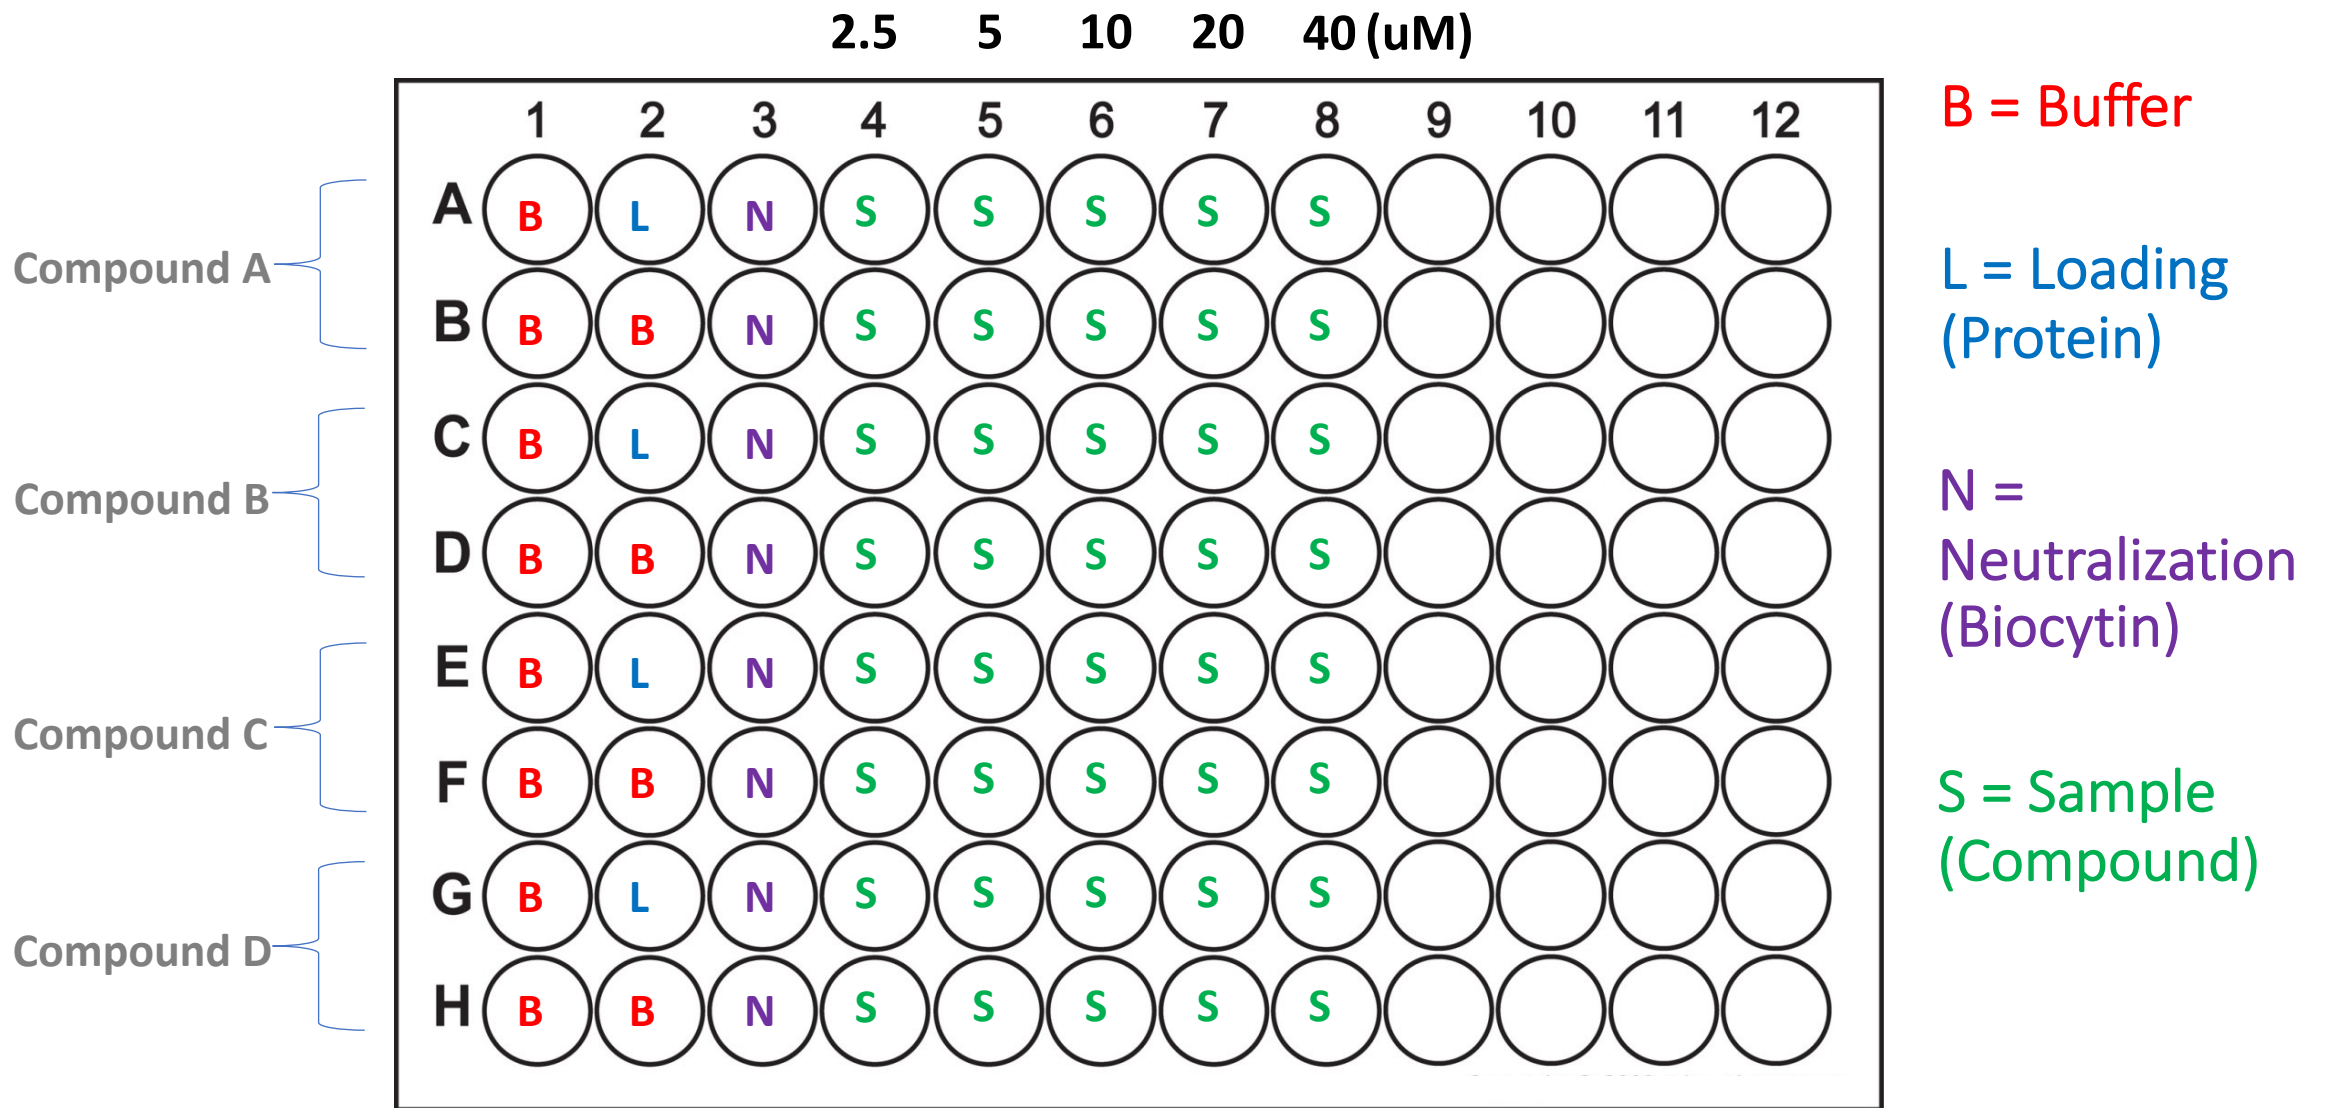 2.5 5 10 20 40 (uM)
1 2 3 4 5 6 7 8 9 10 11 12
A B L N S S S S S
Compound A
B B B N S S S S S
C B L N S S S S S
Compound B
D B B N S S S S S
E B L N S S S S S
Compound C
F B B N S S S S S
G B L N S S S S S
Compound D
H B B N S S S S S
B = Buffer
L = Loading
(Protein)
N =
Neutralization
(Biocytin)
S = Sample
(Compound)